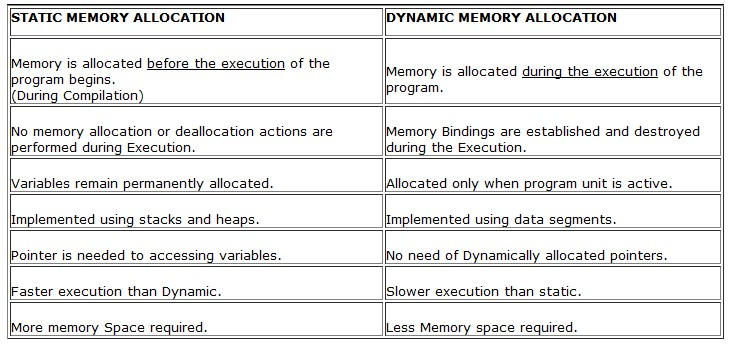 STATIC MEMORY ALLOCATION
DYNAMIC MEMORY ALLOCATION
Memory is allocated before the execution of the
program begins.
(During Compilation)
Memory is allocated during the execution of the
program.
No memory allocation or deallocation actions are
performed during Execution.
Memory Bindings are established and destroyed
during the Execution.
Variables remain permanently allocated.
Allocated only when program unit is active.
Implemented using stacks and heaps.
Implemented using data segments.
Pointer is needed to accessing variables.
No need of Dynamically allocated pointers.
Faster execution than Dynamic.
Slower execution than static.
More memory Space required.
Less Memory space required.